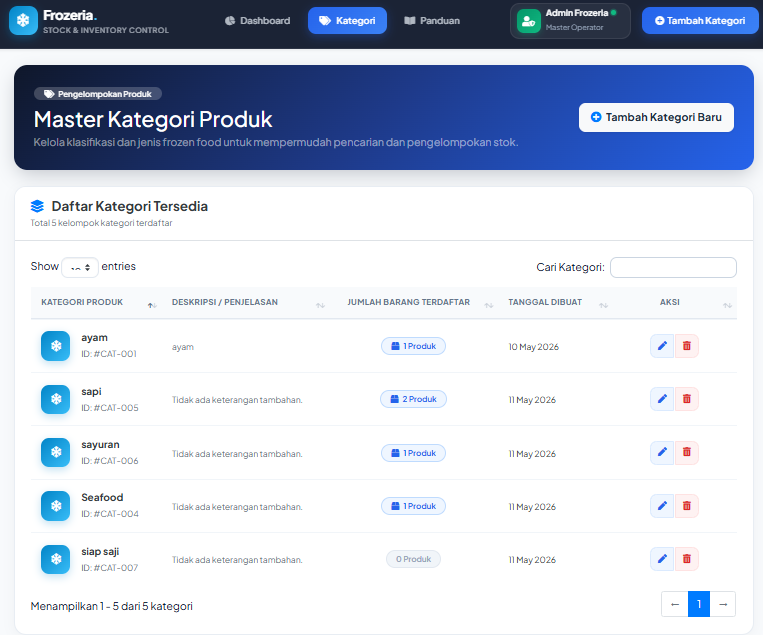 Frozeria.
STOCK & INVENTORY CONTROL
Dashboard
Kategori
Panduan
Admin Frozeria
Master Operator
Tambah Kategori
Pengelompokan Produk
Master Kategori Produk
Kelola klasifikasi dan jenis frozen food untuk mempermudah pencarian dan pengelompokan stok.
Tambah Kategori Baru
Daftar Kategori Tersedia
Total 5 kelompok kategori terdaftar
Show entries
Cari Kategori:
KATEGORI PRODUK DESKRIPSI / PENJELASAN JUMLAH BARANG TERDAFTAR TANGGAL DIBUAT AKSI
ayam
ID: #CAT-001
ayam
1 Produk
10 May 2026
sapi
ID: #CAT-005
Tidak ada keterangan tambahan.
2 Produk
11 May 2026
sayuran
ID: #CAT-006
Tidak ada keterangan tambahan.
1 Produk
11 May 2026
Seafood
ID: #CAT-004
Tidak ada keterangan tambahan.
1 Produk
11 May 2026
siap saji
ID: #CAT-007
Tidak ada keterangan tambahan.
0 Produk
11 May 2026
Menampilkan 1 - 5 dari 5 kategori
← 1 →